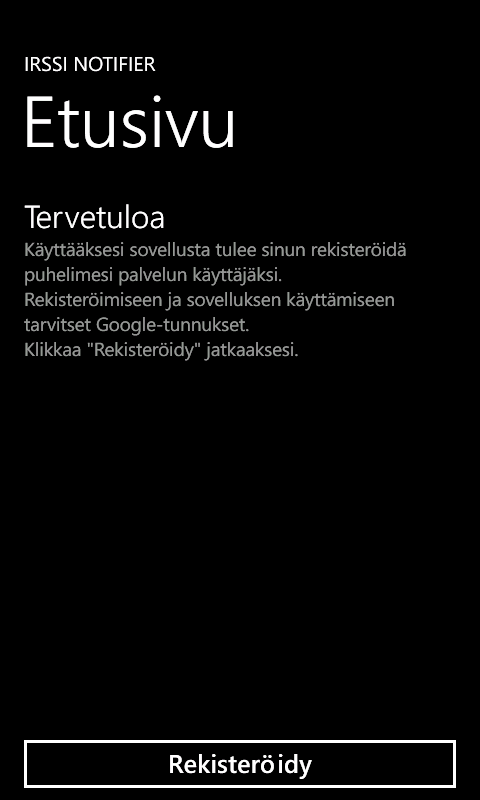 IRSSI NOTIFIER
Etusivu
Tervetuloa
Käyttääksesi sovellusta tulee sinun rekisteröidä
puhelimesi palvelun käyttäjäksi.
Rekisteröimiseen ja sovelluksen käyttämiseen
tarvitset Google-tunnukset.
Klikkaa "Rekisteröidy" jatkaaksesi.
Rekisteröidy